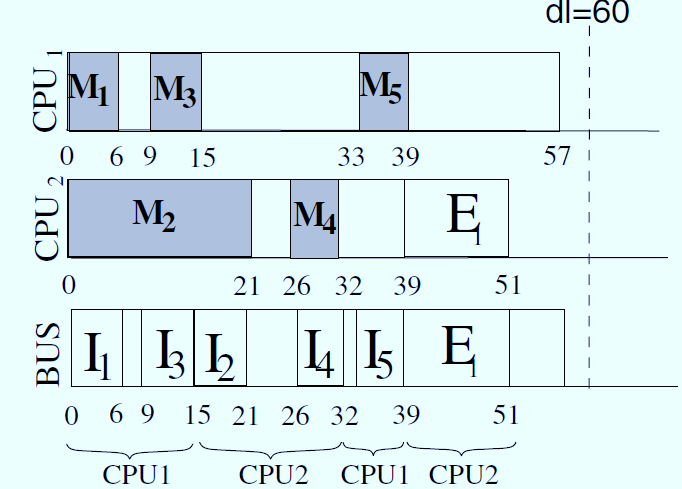 dl=60
CPU 1
M1 M3 M5
0 6 9 15 33 39 57
CPU 2
M2 M4 E1
0 21 26 32 39 51
BUS
I1 I3 I2 I4 I5 E1
0 6 9 15 21 26 32 39 51
CPU1 CPU2 CPU1 CPU2